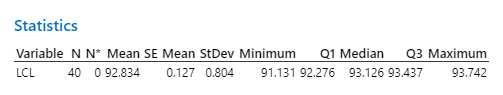 Statistics
Variable N N* Mean SE Mean StDev Minimum Q1 Median Q3 Maximum
LCL 40 0 92.834 0.127 0.804 91.131 92.276 93.126 93.437 93.742